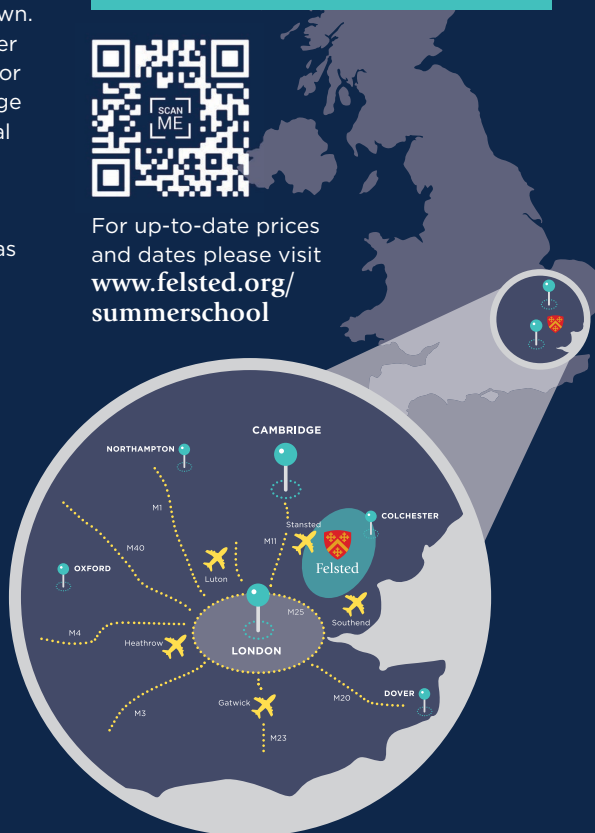 wn.
er
or
ge
al
as
SCAN
ME
For up-to-date prices
and dates please visit
www.felsted.org/
summerschool
CAMBRIDGE
NORTHAMPTON
M1
COLCHESTER
Stansted
M40
M11
Felsted
OXFORD
Luton
M25
Southend
M4
Heathrow
LONDON
DOVER
M20
Gatwick
M3
M23